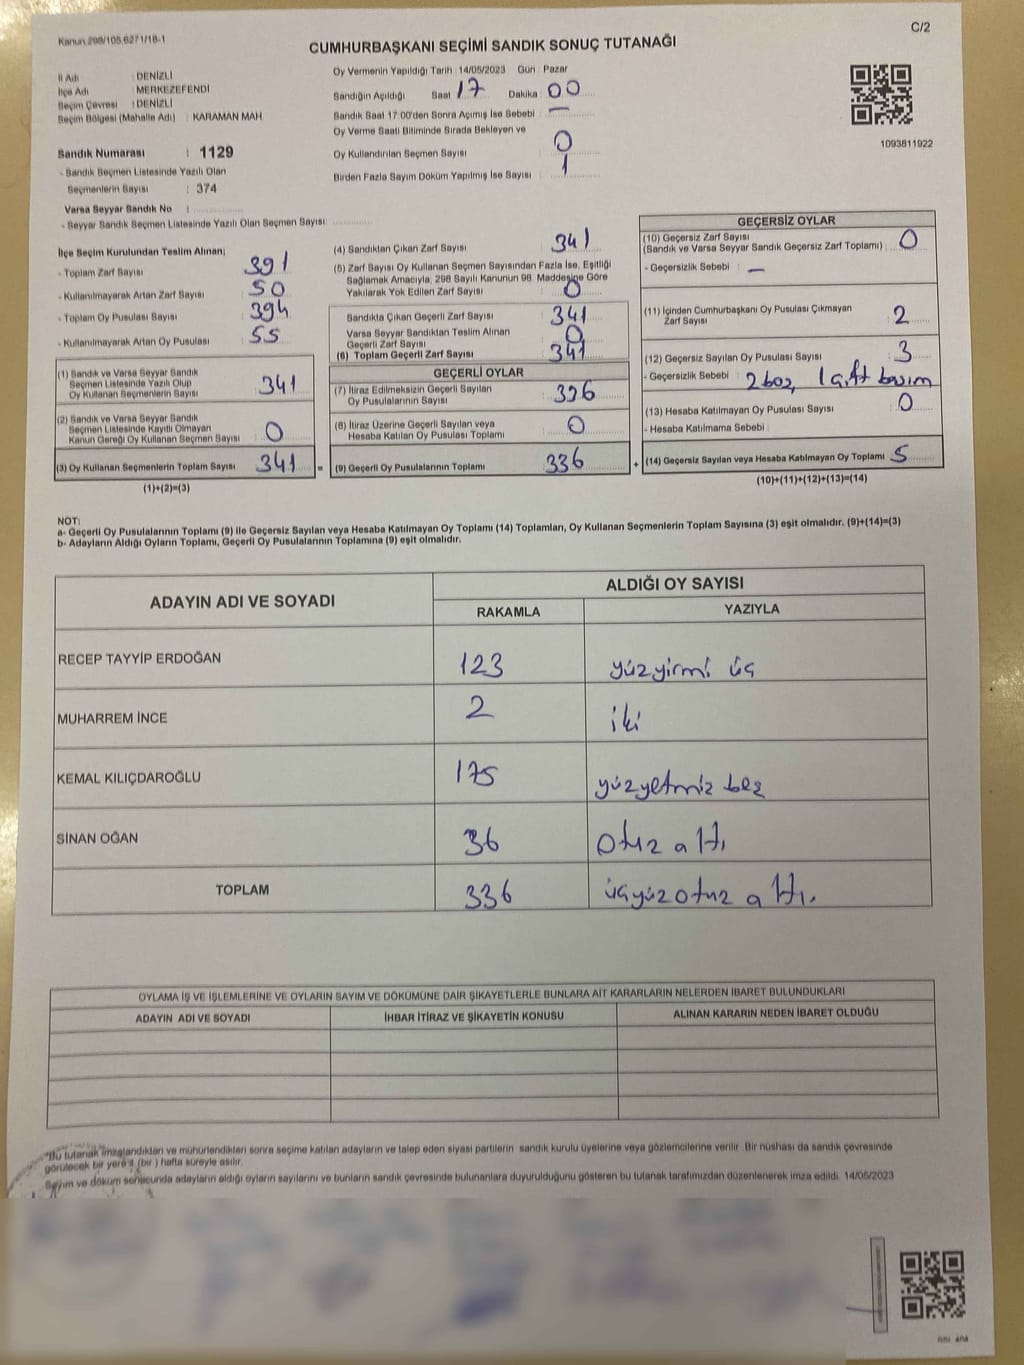 Kanun:298/105,6271/18-1
C/2
CUMHURBAŞKANI SEÇİMİ SANDIK SONUÇ TUTANAĞI
İl Adı : DENİZLİ
İlçe Adı : MERKEZEFENDİ
Seçim Çevresi : DENİZLİ
Seçim Bölgesi (Mahalle Adı) : KARAMAN MAH.
Sandık Numarası : 1129
- Sandık Seçmen Listesinde Yazılı Olan
Seçmenlerin Sayısı : 374
Varsa Seyyar Sandık No :
- Seyyar Sandık Seçmen Listesinde Yazılı Olan Seçmen Sayısı:
Oy Vermenin Yapıldığı Tarih : 14/05/2023 Gün : Pazar
Sandığın Açıldığı Saat 17 Dakika : 00
Sandık Saat 17:00'den Sonra Açımış İse Sebebi : —
Oy Verme Saati Bitiminde Sırada Bekleyen ve
Oy Kullandırılan Seçmen Sayısı : 0
Birden Fazla Sayım Döküm Yapılmış İse Sayısı : 1
1093811922
İlçe Seçim Kurulundan Teslim Alınan;
- Toplam Zarf Sayısı : 391
- Kullanılmayarak Artan Zarf Sayısı : 50
- Toplam Oy Pusulası Sayısı : 394
- Kullanılmayarak Artan Oy Pusulası : 55
(1) Sandık ve Varsa Seyyar Sandık
Seçmen Listesinde Yazılı Olup
Oy Kullanan Seçmenlerin Sayısı : 341
(2) Sandık ve Varsa Seyyar Sandık
Seçmen Listesinde Kayıtlı Olmayan
Kanun Gereği Oy Kullanan Seçmen Sayısı : 0
(3) Oy Kullanan Seçmenlerin Toplam Sayısı : 341 =
(1)+(2)=(3)
(4) Sandıktan Çıkan Zarf Sayısı : 341
(5) Zarf Sayısı Oy Kullanan Seçmen Sayısından Fazla İse, Eşitliği
Sağlamak Amacıyla, 298 Sayılı Kanunun 98. Maddesine Göre
Yakılarak Yok Edilen Zarf Sayısı : 0
Sandıkta Çıkan Geçerli Zarf Sayısı : 341
Varsa Seyyar Sandıktan Teslim Alınan
Geçerli Zarf Sayısı : 0
(6) Toplam Geçerli Zarf Sayısı : 341
GEÇERLİ OYLAR
(7) İtiraz Edilmeksizin Geçerli Sayılan
Oy Pusulalarının Sayısı : 336
(8) İtiraz Üzerine Geçerli Sayılan veya
Hesaba Katılan Oy Pusulası Toplamı : 0
(9) Geçerli Oy Pusulalarının Toplamı : 336 +
GEÇERSİZ OYLAR
(10) Geçersiz Zarf Sayısı
(Sandık ve Varsa Seyyar Sandık Geçersiz Zarf Toplamı) : 0
- Geçersizlik Sebebi : —
(11) İçinden Cumhurbaşkanı Oy Pusulası Çıkmayan
Zarf Sayısı : 2
(12) Geçersiz Sayılan Oy Pusulası Sayısı : 3
- Geçersizlik Sebebi : 2 boş, 1 çift basım
(13) Hesaba Katılmayan Oy Pusulası Sayısı : 0
- Hesaba Katılmama Sebebi :
(14) Geçersiz Sayılan veya Hesaba Katılmayan Oy Toplamı : 5
(10)+(11)+(12)+(13)=(14)
NOT:
a- Geçerli Oy Pusulalarının Toplamı (9) ile Geçersiz Sayılan veya Hesaba Katılmayan Oy Toplamı (14) Toplamları, Oy Kullanan Seçmenlerin Toplam Sayısına (3) eşit olmalıdır. (9)+(14)=(3)
b- Adayların Aldığı Oyların Toplamı, Geçerli Oy Pusulalarının Toplamına (9) eşit olmalıdır.
ADAYIN ADI VE SOYADI ALDIĞI OY SAYISI
RAKAMLA YAZIYLA
RECEP TAYYİP ERDOĞAN 123 yüzyirmi üç
MUHARREM İNCE 2 iki
KEMAL KILIÇDAROĞLU 175 yüzyetmiz beş
SİNAN OĞAN 36 otuz altı
TOPLAM 336 üçyüzotuz altı.
OYLAMA İŞ VE İŞLEMLERİNE VE OYLARIN SAYIM VE DÖKÜMÜNE DAİR ŞİKAYETLERLE BUNLARA AİT KARARLARIN NELERDEN İBARET BULUNDUKLARI
ADAYIN ADI VE SOYADI İHBAR İTİRAZ VE ŞİKAYETİN KONUSU ALINAN KARARIN NEDEN İBARET OLDUĞU
"Bu tutanak imzalandıktan ve mühürlendikten sonra seçime katılan adayların ve talep eden siyasi partilerin sandık kurulu üyelerine veya gözlemcilerine verilir. Bir nüshası da sandık çevresinde
görülecek bir yere 1 (bir ) hafta süreyle asılır.
Sayım ve döküm sonucunda adayların aldığı oyların sayılarını ve bunların sandık çevresinde bulunanlara duyurulduğunu gösteren bu tutanak tarafımızdan düzenlenerek imza edildi. 14/05/2023